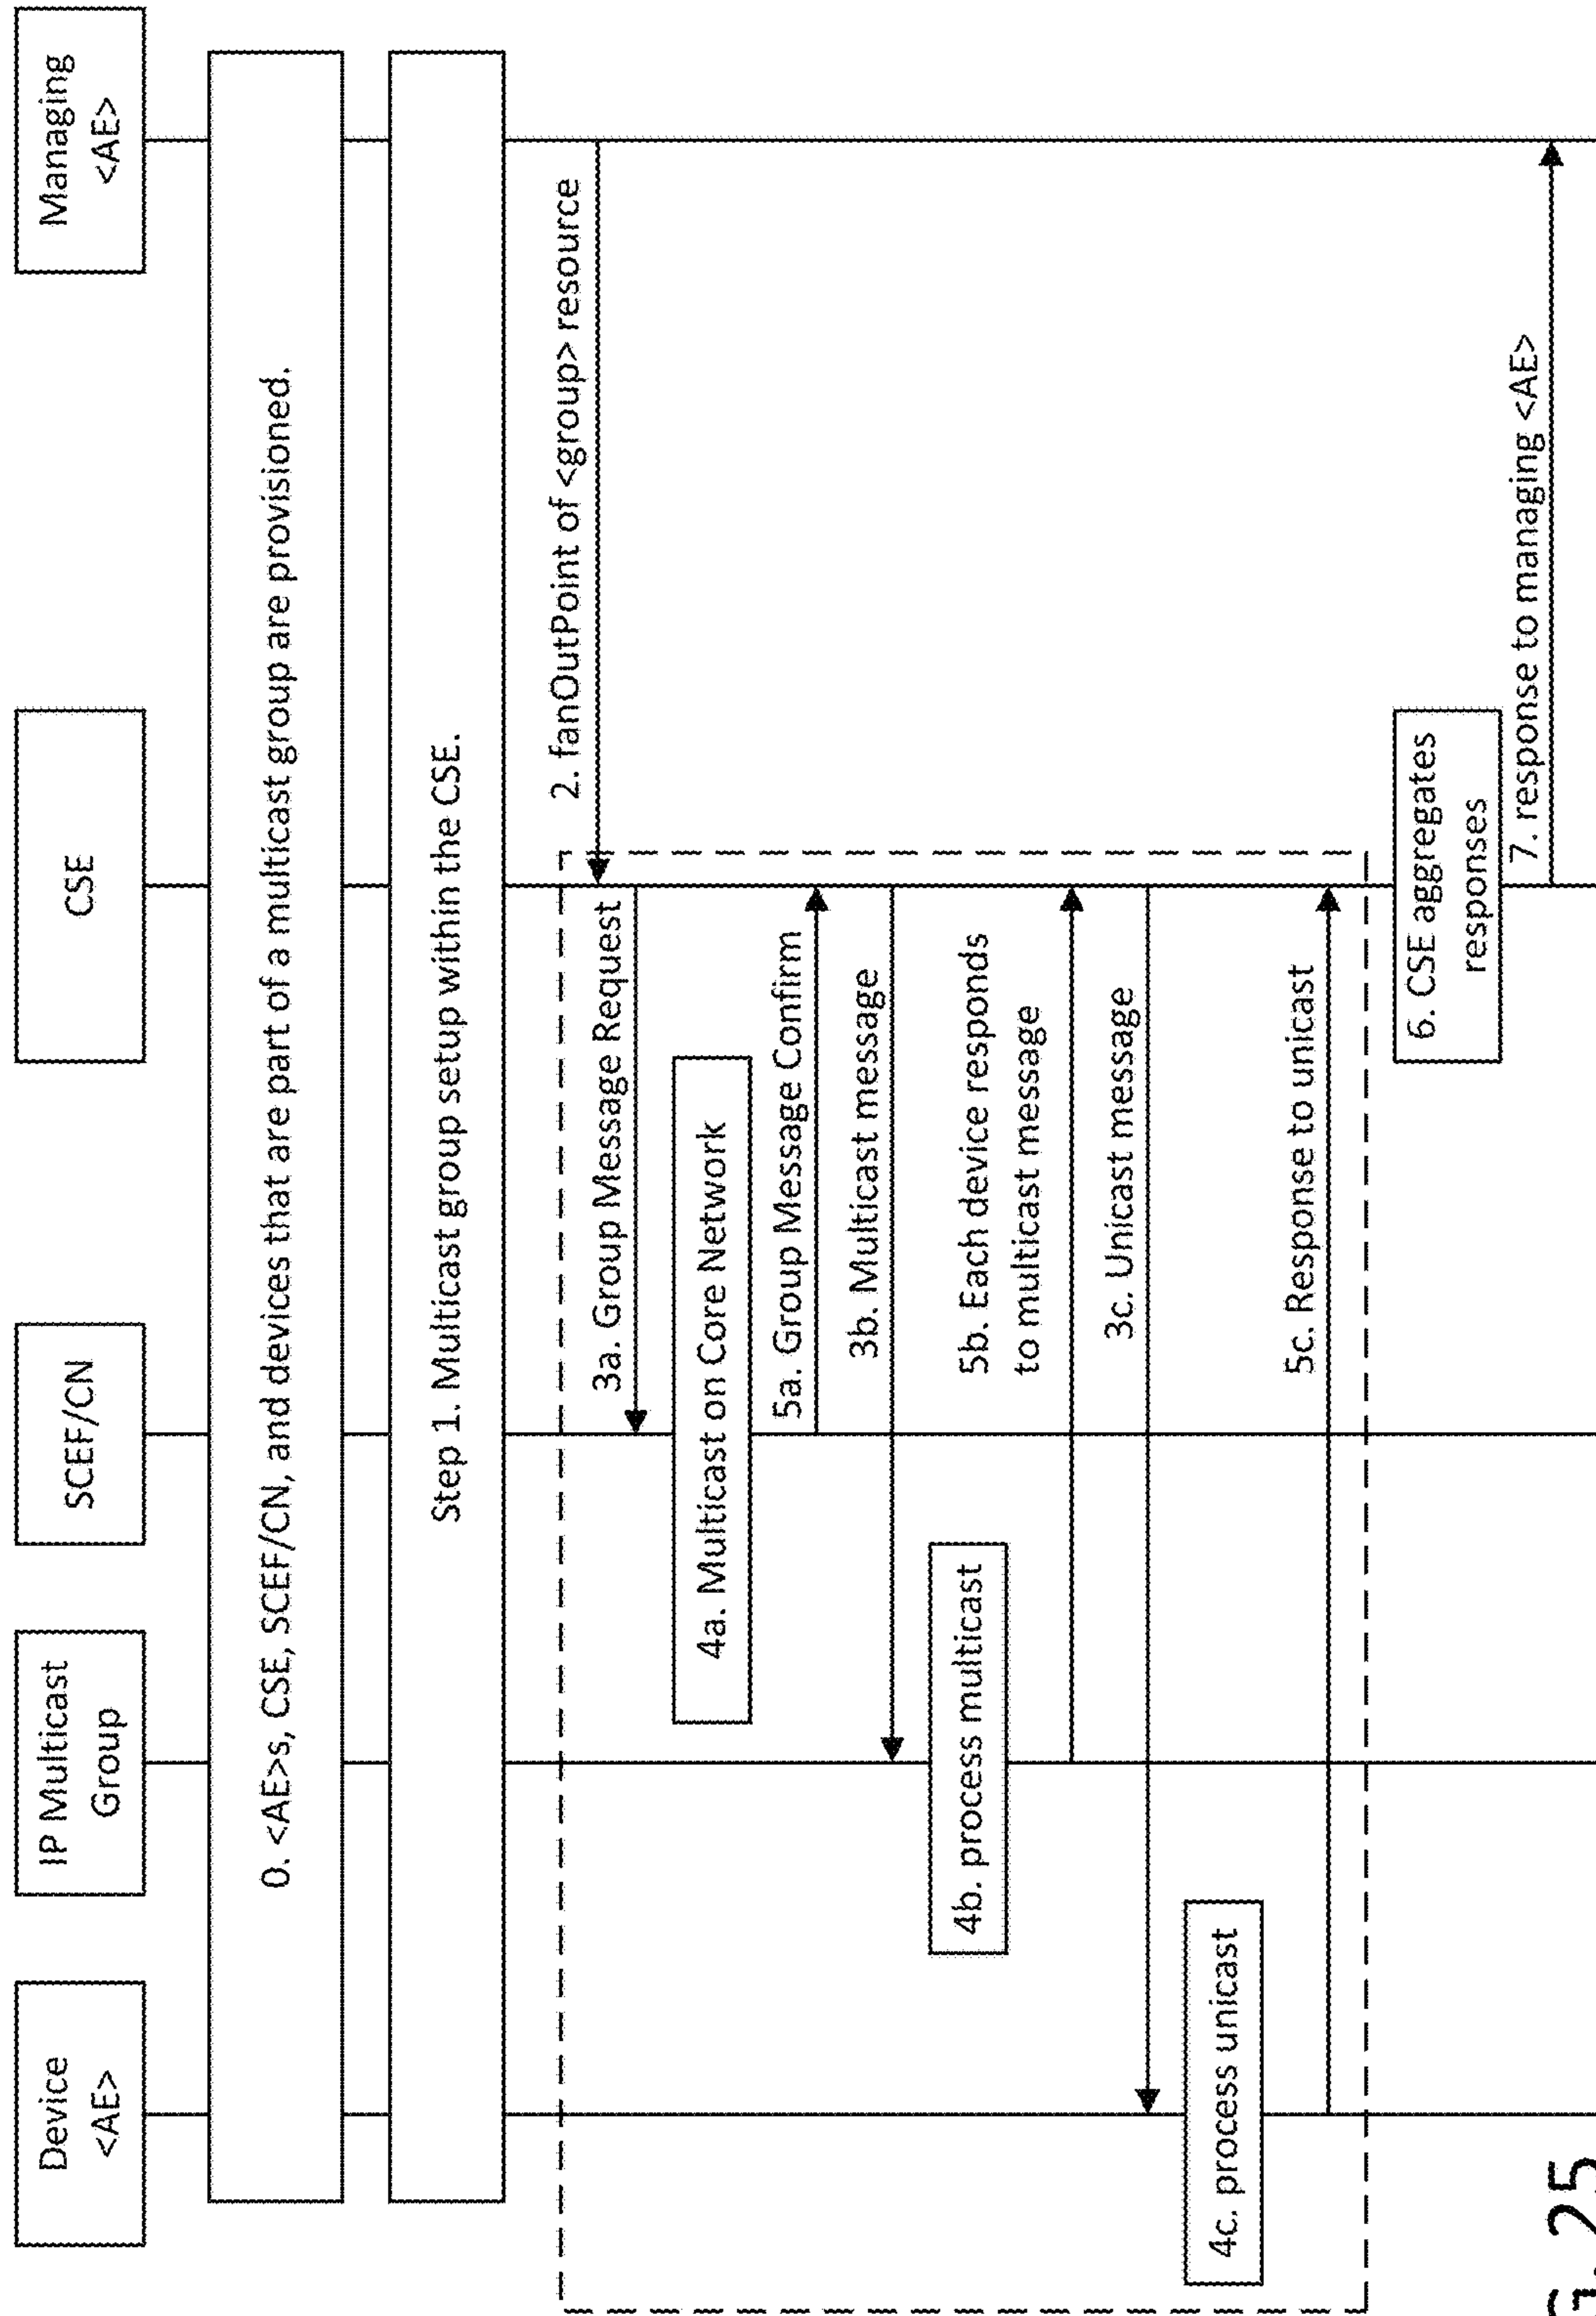 Device
<AE>
IP Multicast
Group
SCEF/CN
CSE
Managing
<AE>
0. <AE>s, CSE, SCEF/CN, and devices that are part of a multicast group are provisioned.
Step 1. Multicast group setup within the CSE.
2. fanOutPoint of <group> resource
3a. Group Message Request
4a. Multicast on Core Network
5a. Group Message Confirm
3b. Multicast message
4b. process multicast
5b. Each device responds
to multicast message
3c. Unicast message
4c. process unicast
5c. Response to unicast
6. CSE aggregates
responses
7. response to managing <AE>
25